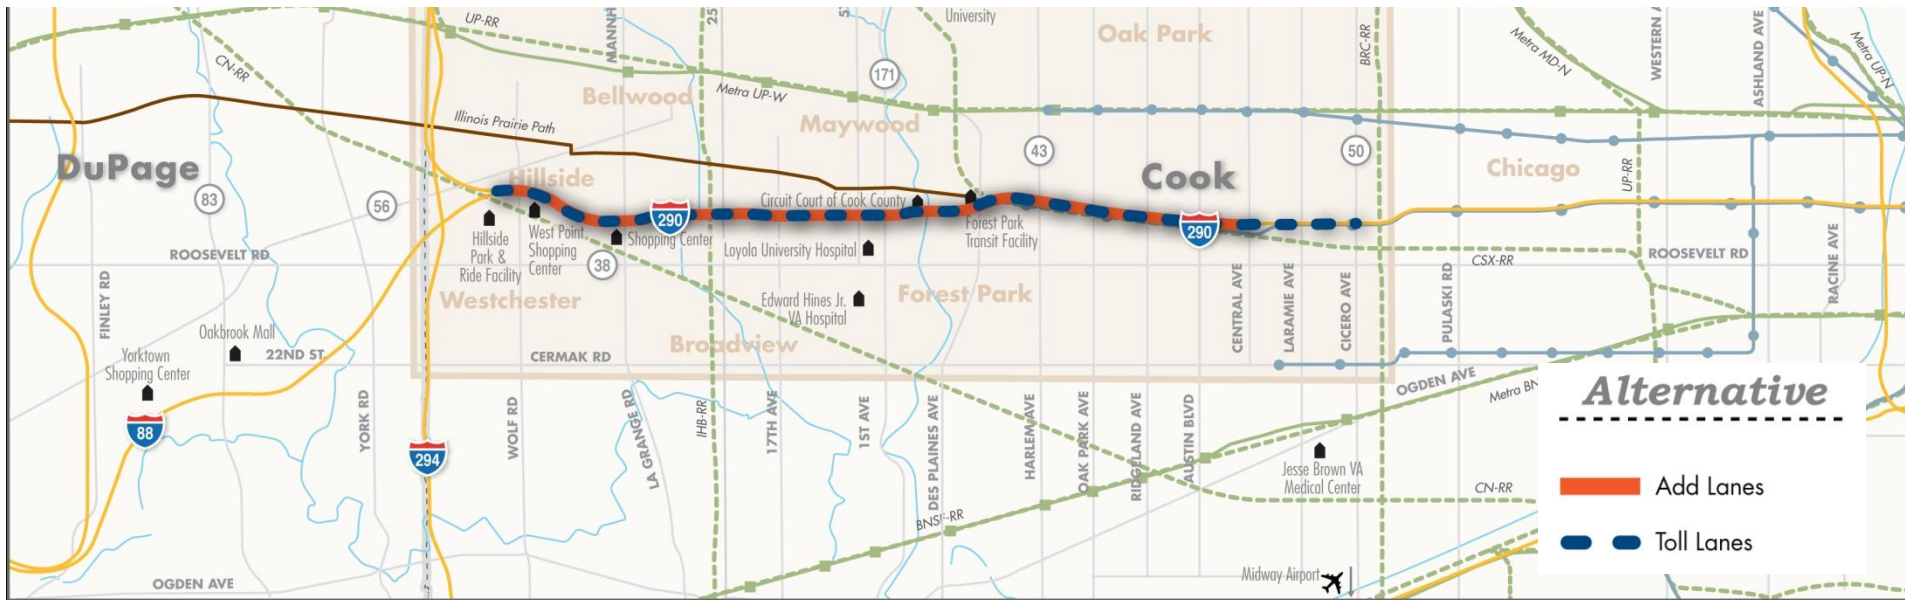 UP-RR
CN-RR
MANNH
25
University
171
Oak Park
BRC-RR
Metra MD-N
WESTERN A
ASHLAND AVE
Metra UP-N
Bellwood
Metra UP-W
Maywood
Illinois Prairie Path
DuPage
83
56
Hillside
43
Cook
50
Chicago
UP-RR
Circuit Court of Cook County
290
290
Forest Park
Transit Facility
Hillside
Park &
Ride Facility
West Point
Shopping
Center
Shopping Center
38
Loyola University Hospital
ROOSEVELT RD
CSX-RR
ROOSEVELT RD
RACINE AVE
FINLEY RD
Westchester
Edward Hines Jr.
VA Hospital
Forest Park
CENTRAL AVE
LARAMIE AVE
CICERO AVE
PULASKI RD
Oakbrook Mall
22ND ST
Yorktown
Shopping Center
CERMAK RD
Broadview
OGDEN AVE
Metra BN
88
294
YORK RD
WOLF RD
LA GRANGE RD
IHB-RR
17TH AVE
1ST AVE
DES PLAINES AVE
HARLEM AVE
OAK PARK AVE
RIDGELAND AVE
AUSTIN BLVD
Jesse Brown VA
Medical Center
CN-RR
BNSF-RR
OGDEN AVE
Midway Airport
Alternative
Add Lanes
Toll Lanes